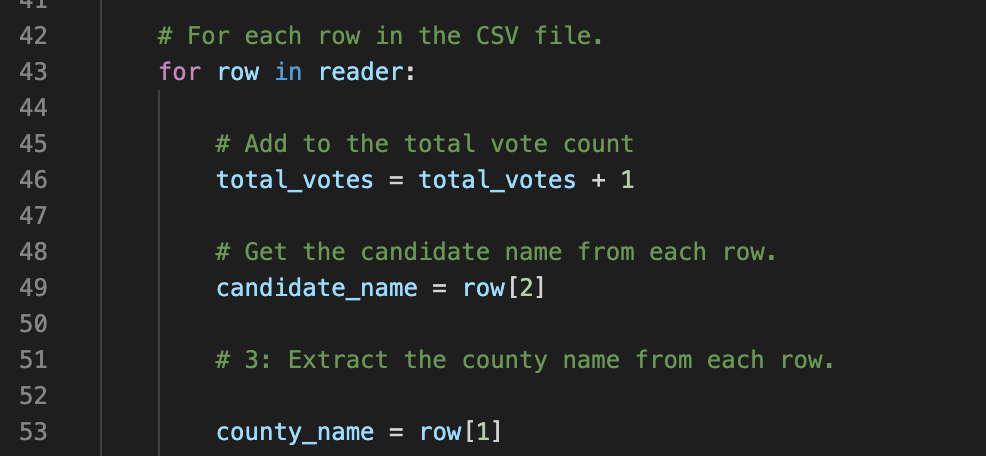 42 # For each row in the CSV file.
43 for row in reader:
44
45 # Add to the total vote count
46 total_votes = total_votes + 1
47
48 # Get the candidate name from each row.
49 candidate_name = row[2]
50
51 # 3: Extract the county name from each row.
52
53 county_name = row[1]